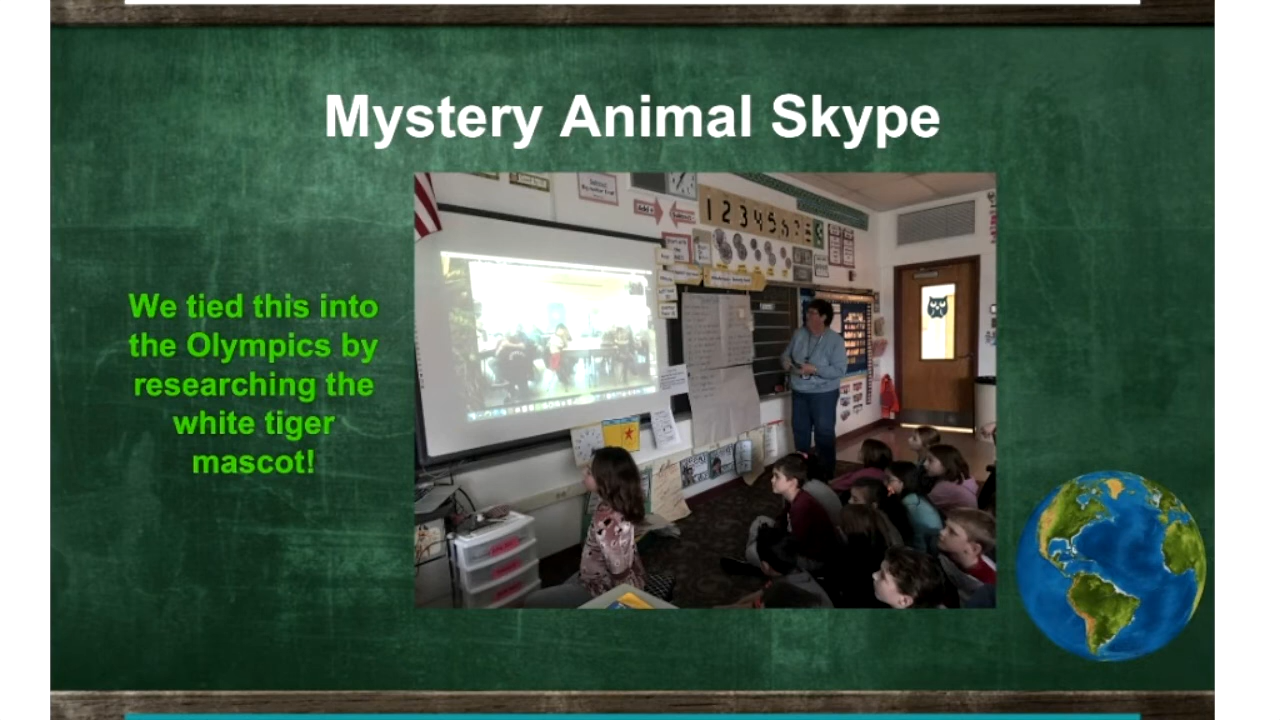 Mystery Animal Skype
We tied this into
the Olympics by
researching the
white tiger
mascot!
1 2 3 4 5 6 7 8